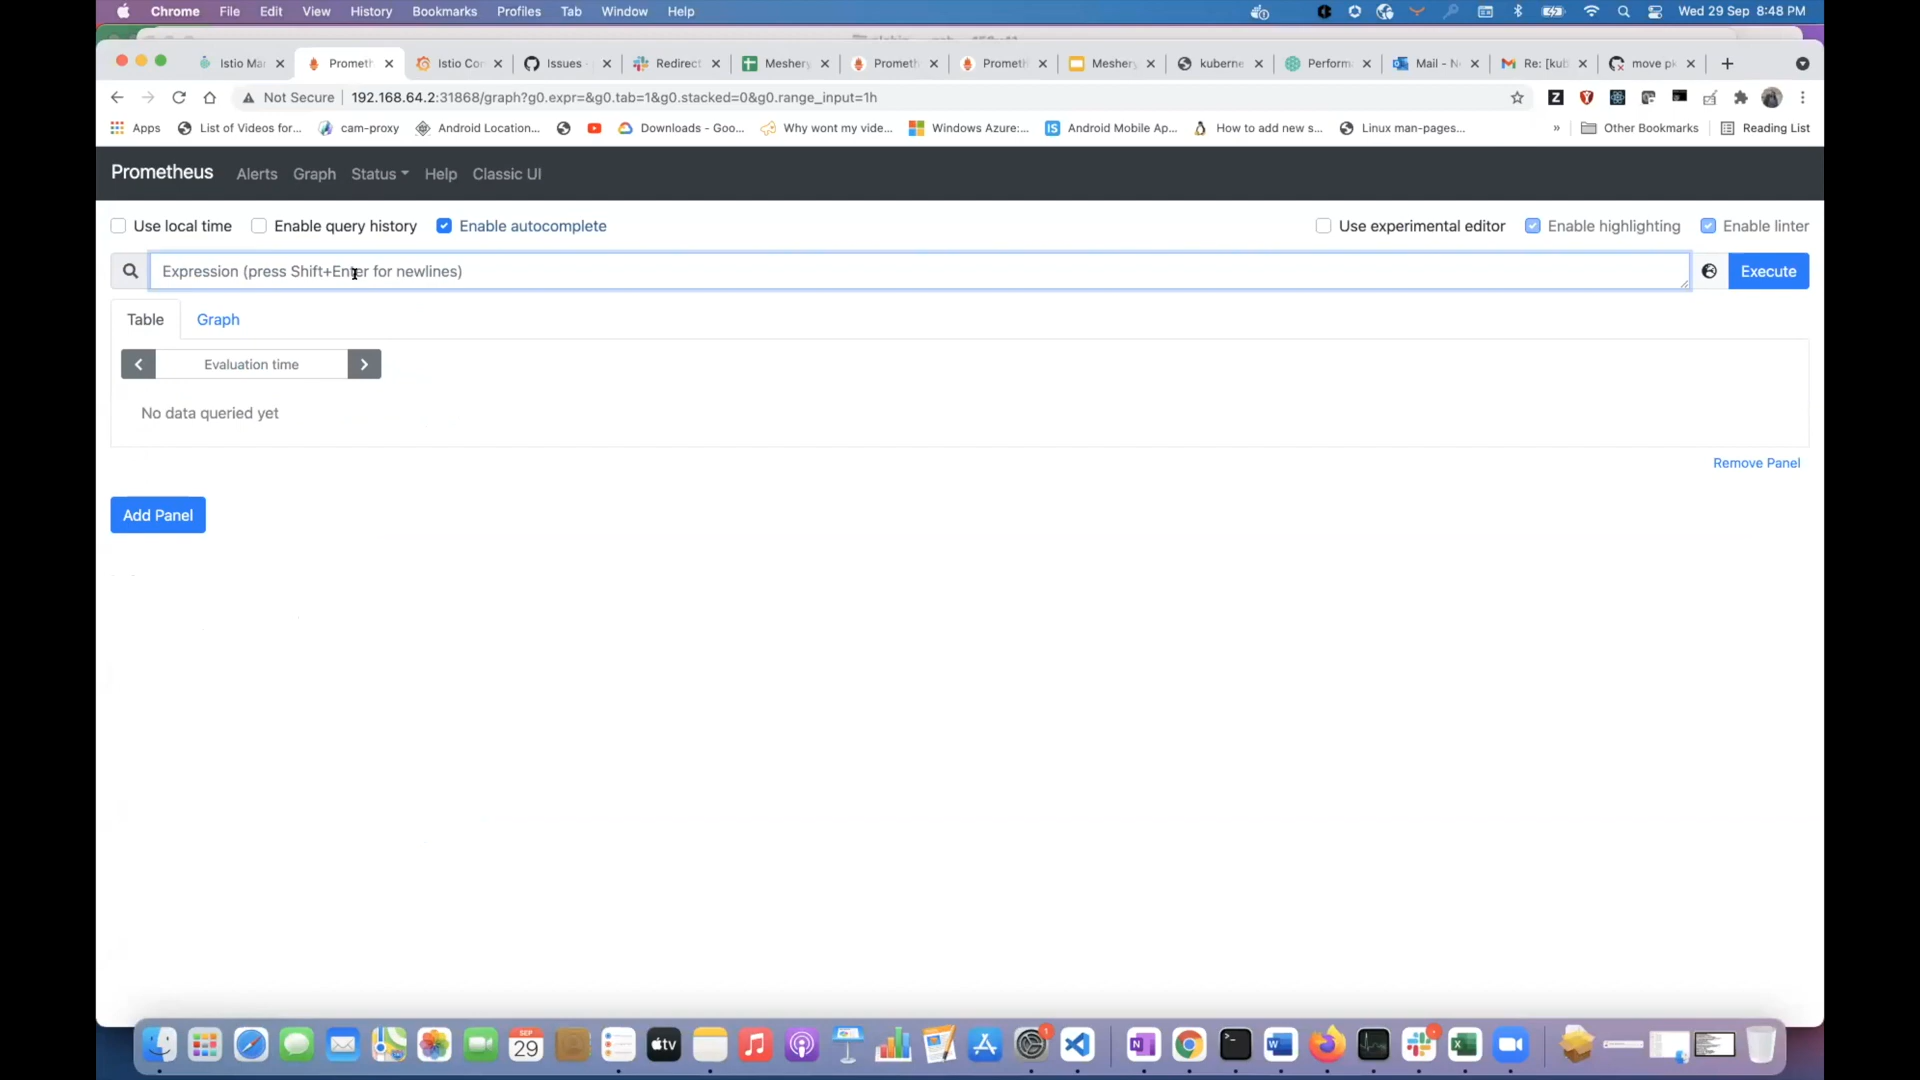 Chrome File Edit View History Bookmarks Profiles Tab Window Help Wed 29 Sep 8:48 PM
Istio Ma Prometh Istio Co Issues Redirect Meshery Prometh Prometh Meshery kuberne Perform Mail - N Re: [kub move pk
Not Secure 192.168.64.2:31868/graph?g0.expr=&g0.tab=1&g0.stacked=0&g0.range_input=1h
Apps List of Videos for... cam-proxy Android Location... Downloads - Goo... Why wont my vide... Windows Azure:... Android Mobile Ap... How to add new s... Linux man-pages... » Other Bookmarks Reading List
Prometheus Alerts Graph Status Help Classic UI
Use local time Enable query history Enable autocomplete Use experimental editor Enable highlighting Enable linter
Expression (press Shift+Enter for newlines) Execute
Table Graph
Evaluation time
No data queried yet
Remove Panel
Add Panel
SEP
29
tv